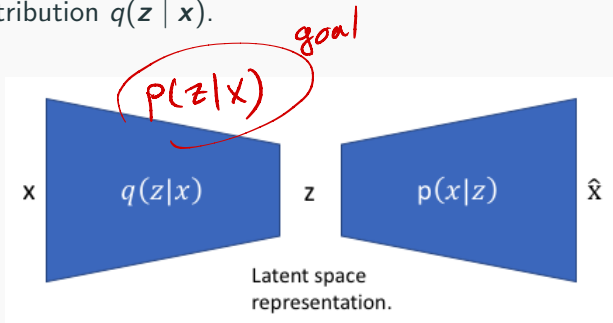 tribution q(z | x).
goal
p(z|x)
x q(z|x) z p(x|z) x̂
Latent space
representation.